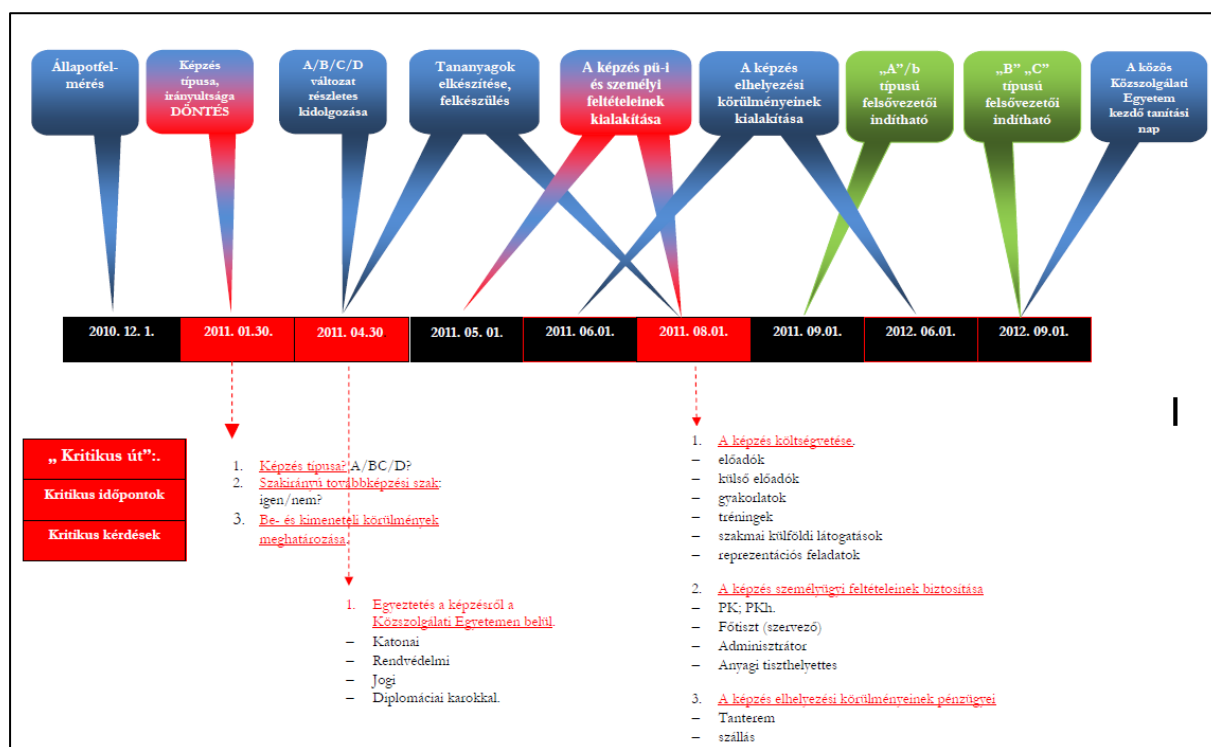 Állapotfel-
mérés
Képzés
típusa,
irányultsága
DÖNTÉS
A/B/C/D
változat
részletes
kidolgozása
Tananyagok
elkészítése,
felkészülés
A képzés pü-i
és személyi
feltételeinek
kialakítása
A képzés
elhelyezési
körülményeinek
kialakítása
„A"/b
típusú
felsővezetői
indítható
„B" „C"
típusú
felsővezetői
indítható
A közös
Közszolgálati
Egyetem
kezdő tanítási
nap
2010. 12. 1.
2011. 01.30.
2011. 04.30
2011. 05. 01.
2011. 06.01.
2011. 08.01.
2011. 09.01.
2012. 06.01.
2012. 09.01.
„ Kritikus út":.
Kritikus időpontok
Kritikus kérdések
1. Képzés típusa? A/BC/D?
2. Szakirányú továbbképzési szak:
igen/nem?
3. Be- és kimeneteli körülmények
meghatározása.
1. Egyeztetés a képzésről a
Közszolgálati Egyetemen belül.
– Katonai
– Rendvédelmi
– Jogi
– Diplomáciai karokkal.
1. A képzés költségvetése.
– előadók
– külső előadók
– gyakorlatok
– tréningek
– szakmai külföldi látogatások
– reprezentációs feladatok
2. A képzés személyügyi feltételeinek biztosítása
– PK; PKh.
– Főtiszt (szervező)
– Adminisztrátor
– Anyagi tiszthelyettes
3. A képzés elhelyezési körülményeinek pénzügyei
– Tanterem
– szállás